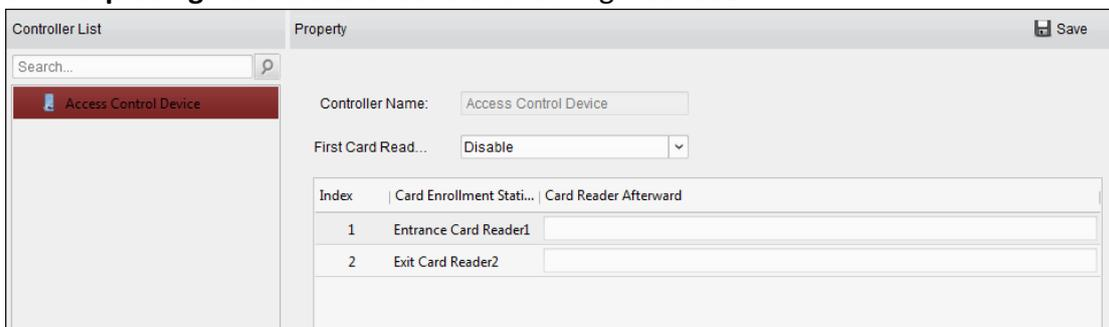 Controller List
Property
Save
Search...
Access Control Device
Controller Name:
Access Control Device
First Card Read...
Disable
Index
Card Enrollment Stati...
Card Reader Afterward
1
Entrance Card Reader1
2
Exit Card Reader2